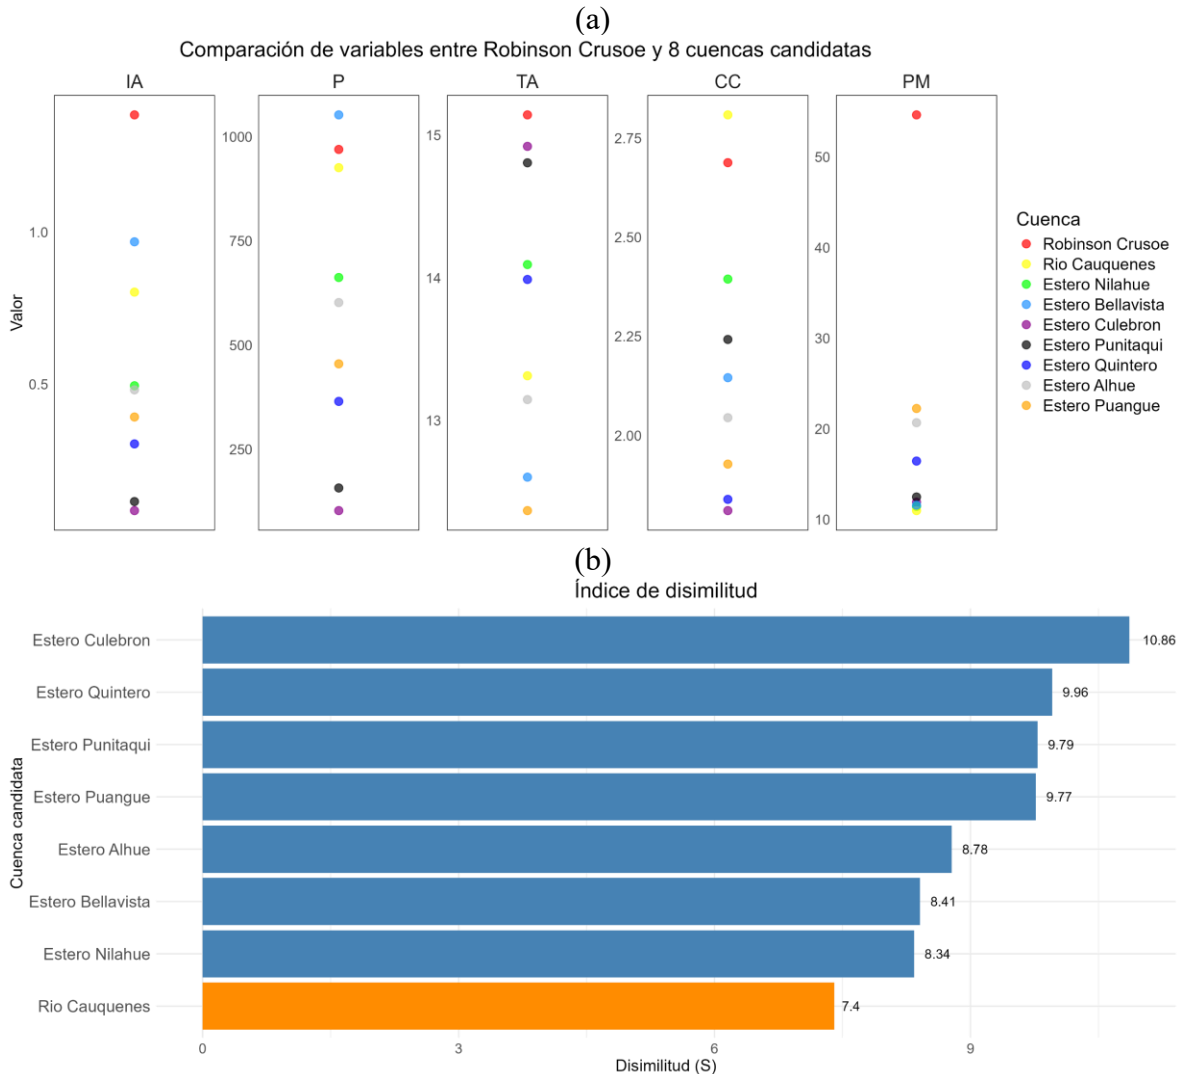 (a)
Comparación de variables entre Robinson Crusoe y 8 cuencas candidatas
IA P TA CC PM
Valor
1.0
0.5
1000
750
500
250
15
14
13
2.75
2.50
2.25
2.00
50
40
30
20
10
Cuenca
Robinson Crusoe
Rio Cauquenes
Estero Nilahue
Estero Bellavista
Estero Culebron
Estero Punitaqui
Estero Quintero
Estero Alhue
Estero Puangue
(b)
Índice de disimilitud
Cuenca candidata
Estero Culebron 10.86
Estero Quintero 9.96
Estero Punitaqui 9.79
Estero Puangue 9.77
Estero Alhue 8.78
Estero Bellavista 8.41
Estero Nilahue 8.34
Rio Cauquenes 7.4
0 3 6 9
Disimilitud (S)